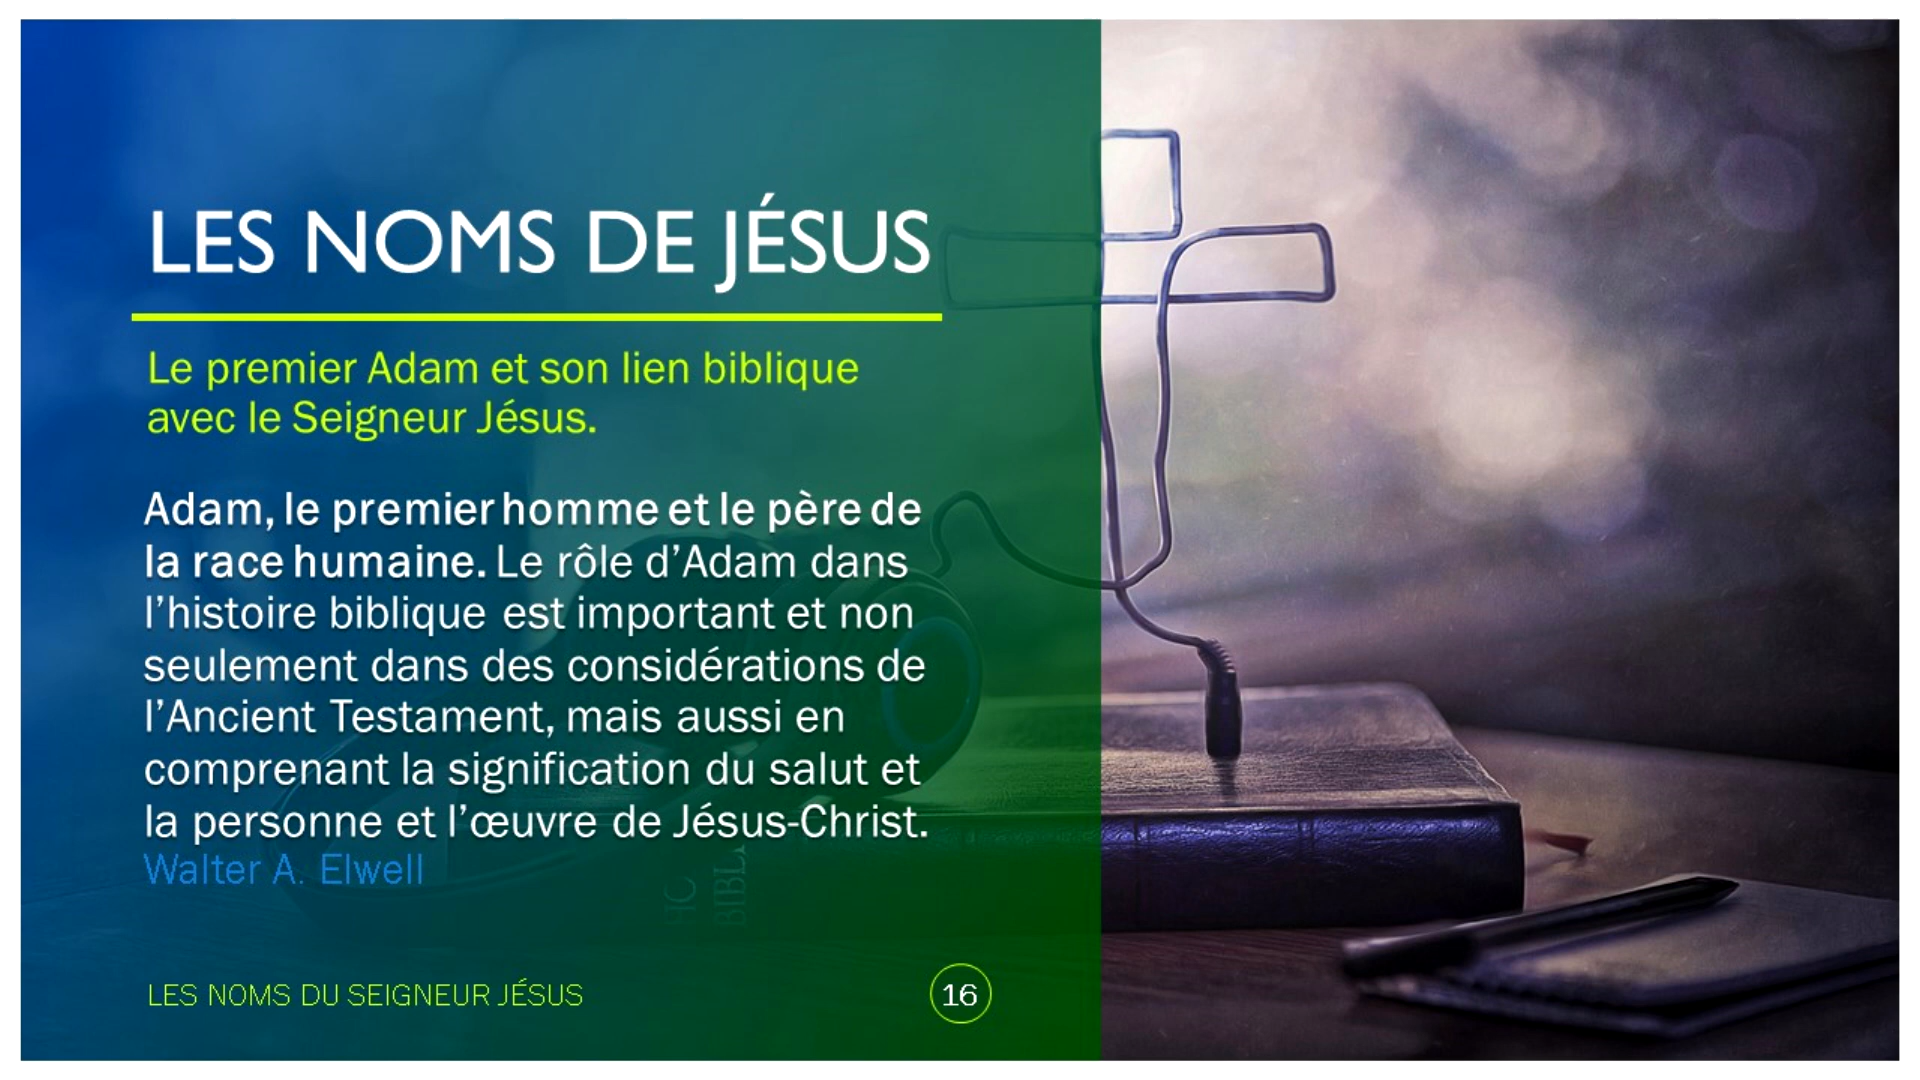 LES NOMS DE JÉSUS
Le premier Adam et son lien biblique
avec le Seigneur Jésus.
Adam, le premier homme et le père de
la race humaine. Le rôle d’Adam dans
l’histoire biblique est important et non
seulement dans des considérations de
l’Ancient Testament, mais aussi en
comprenant la signification du salut et
la personne et l’œuvre de Jésus-Christ.
Walter A. Elwell
HO
BIBL
LES NOMS DU SEIGNEUR JÉSUS
16